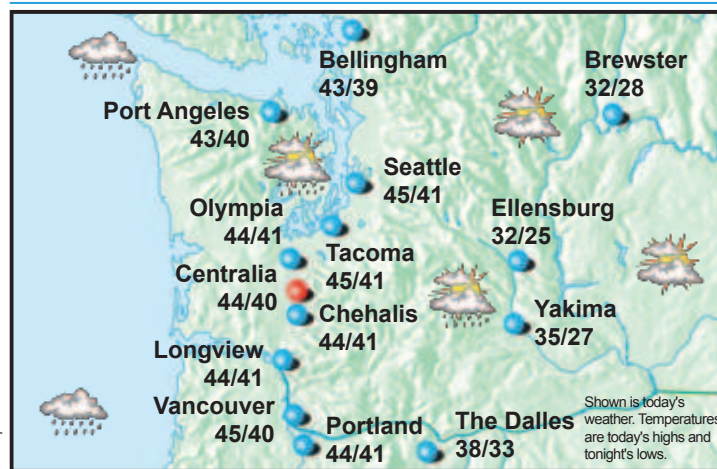 Bellingham
43/39
Brewster
32/28
Port Angeles
43/40
Seattle
45/41
Olympia
44/41
Ellensburg
32/25
Tacoma
45/41
Centralia
44/40
Chehalis
44/41
Yakima
35/27
Longview
44/41
Vancouver
45/40
Portland
44/41
The Dalles
38/33
Shown is today's
weather. Temperatures
are today's highs and
tonight's lows.